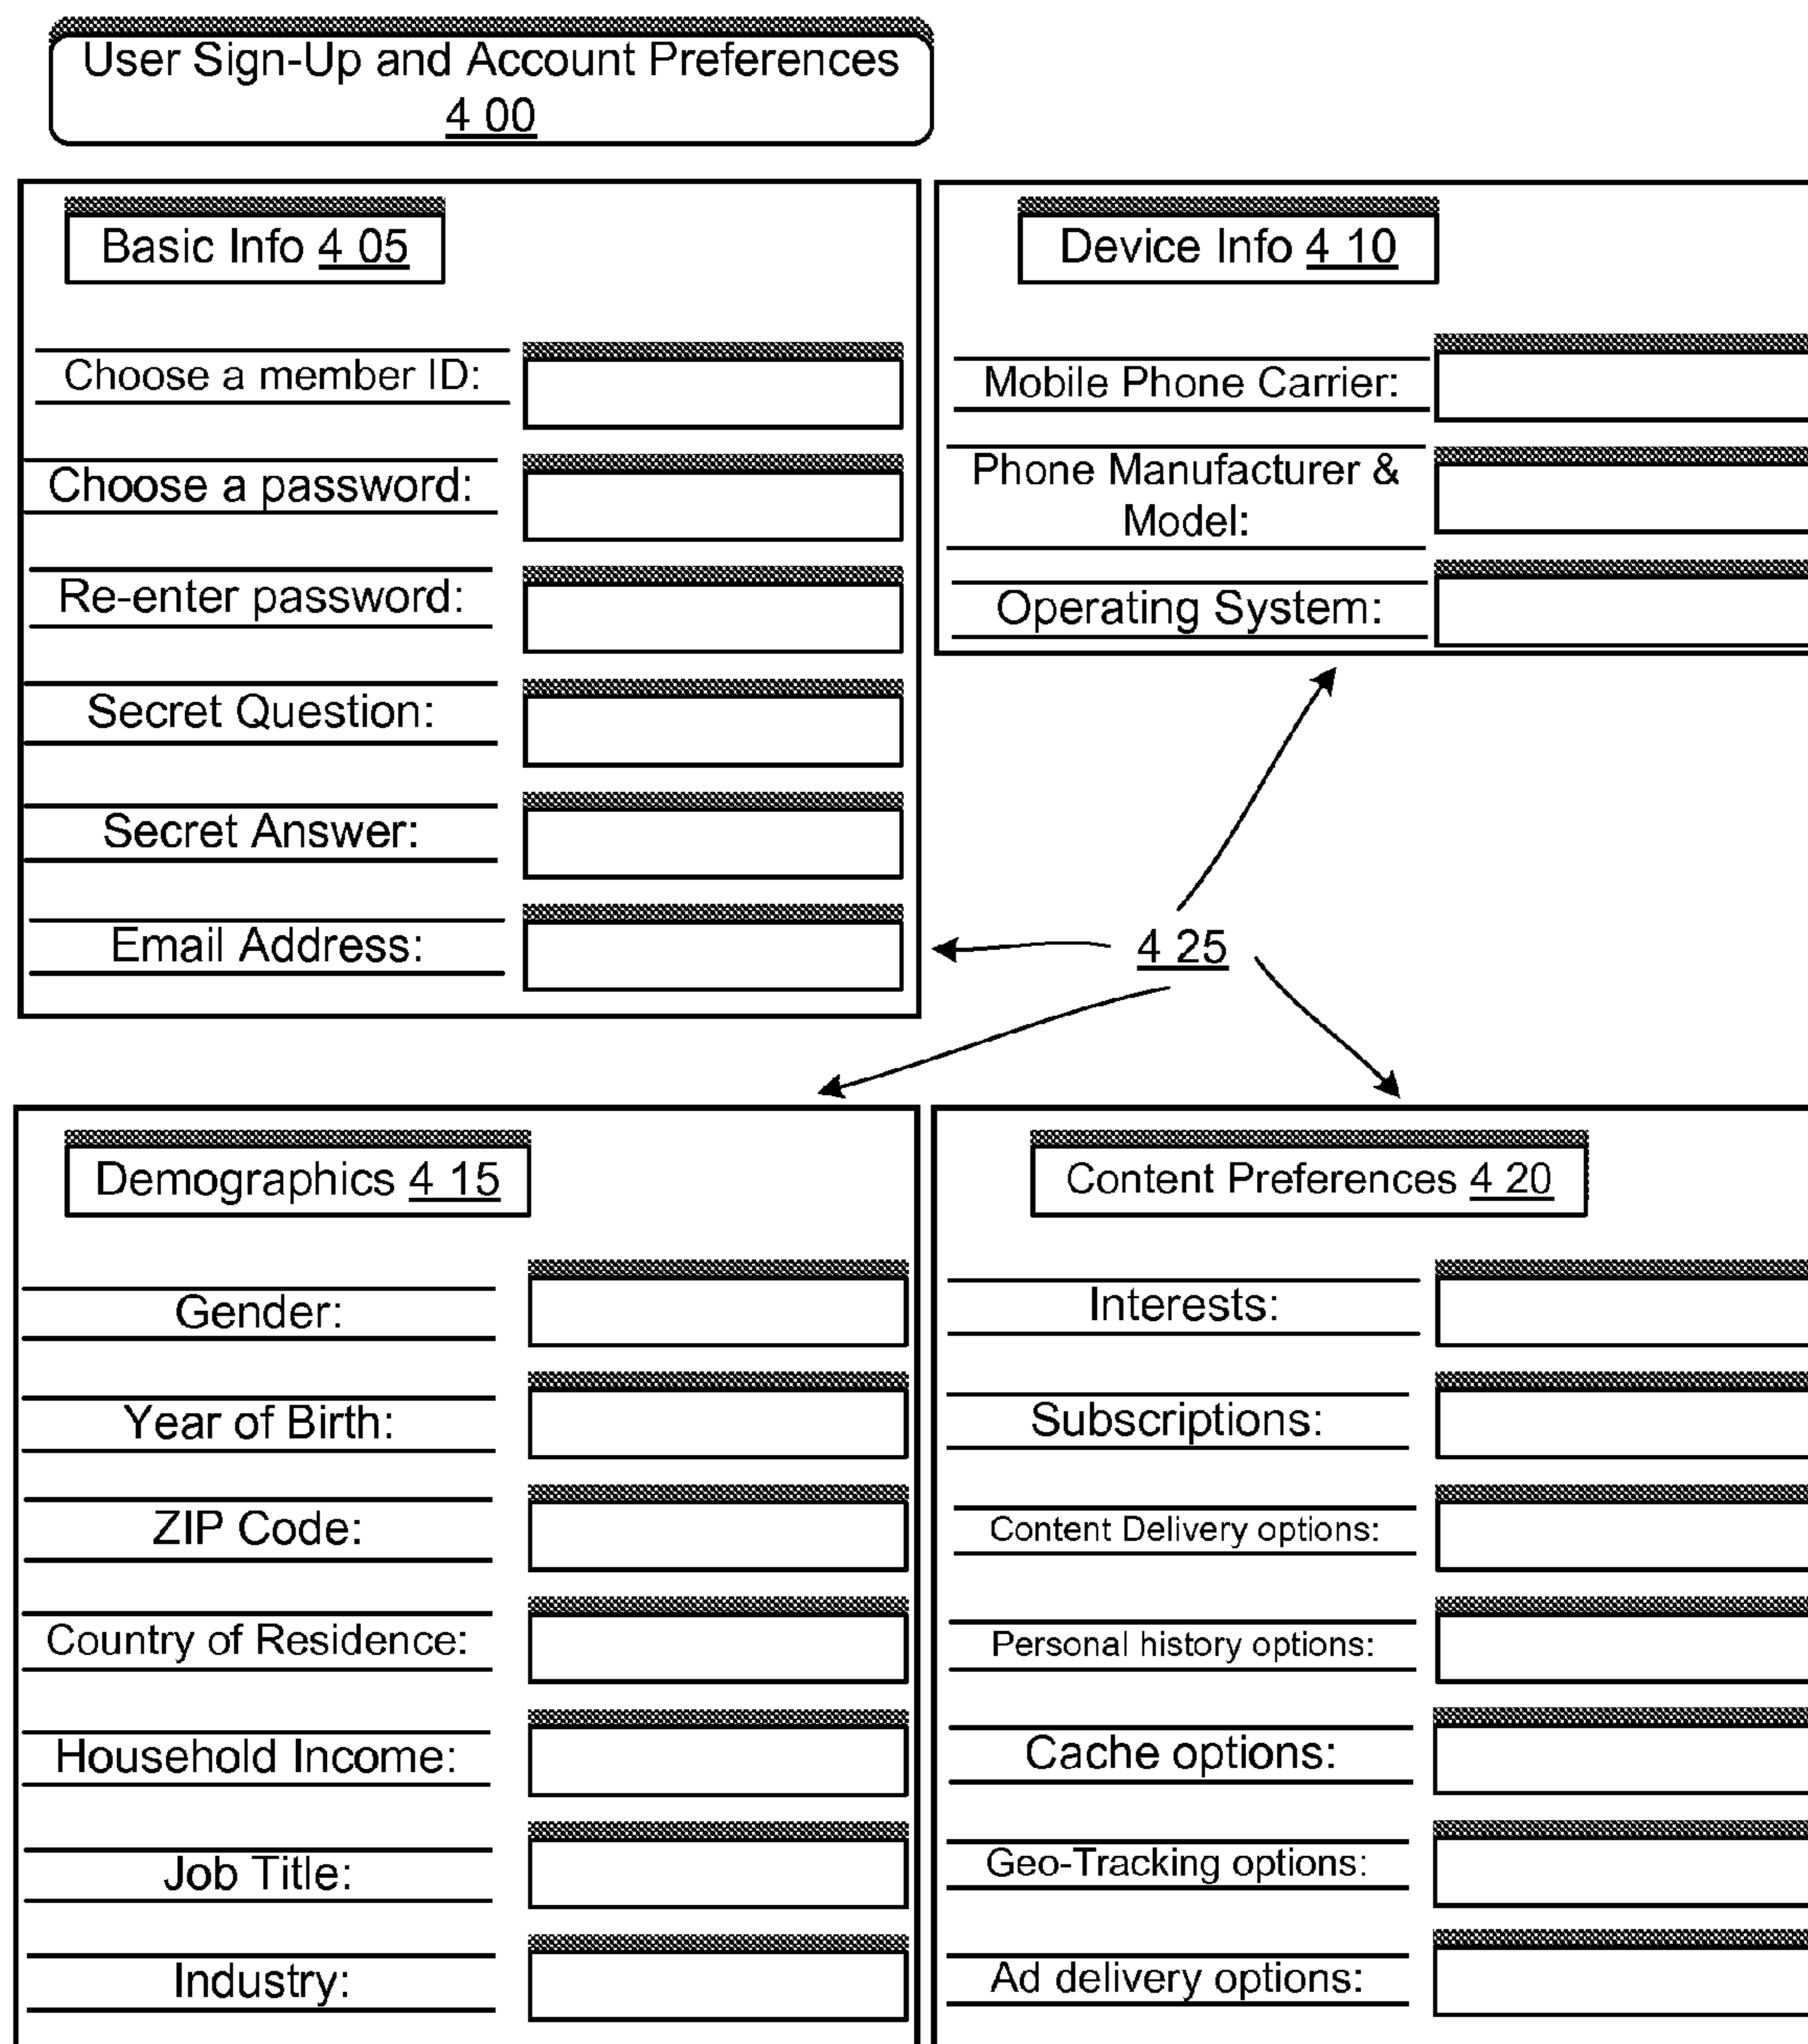 User Sign-Up and Account Preferences
4 00
Basic Info 4 05
Choose a member ID:
Choose a password:
Re-enter password:
Secret Question:
Secret Answer:
Email Address:
Device Info 4 10
Mobile Phone Carrier:
Phone Manufacturer &
Model:
Operating System:
4 25
Demographics 4 15
Gender:
Year of Birth:
ZIP Code:
Country of Residence:
Household Income:
Job Title:
Industry:
Content Preferences 4 20
Interests:
Subscriptions:
Content Delivery options:
Personal history options:
Cache options:
Geo-Tracking options:
Ad delivery options: